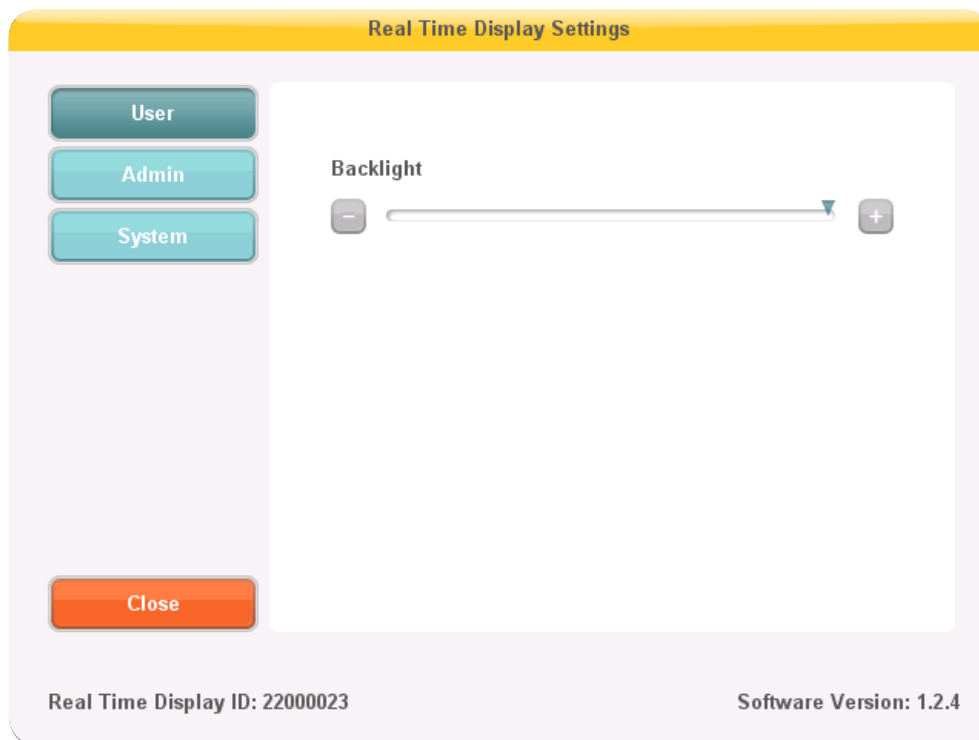 Real Time Display Settings
User
Admin
System
Backlight
− +
Close
Real Time Display ID: 22000023
Software Version: 1.2.4